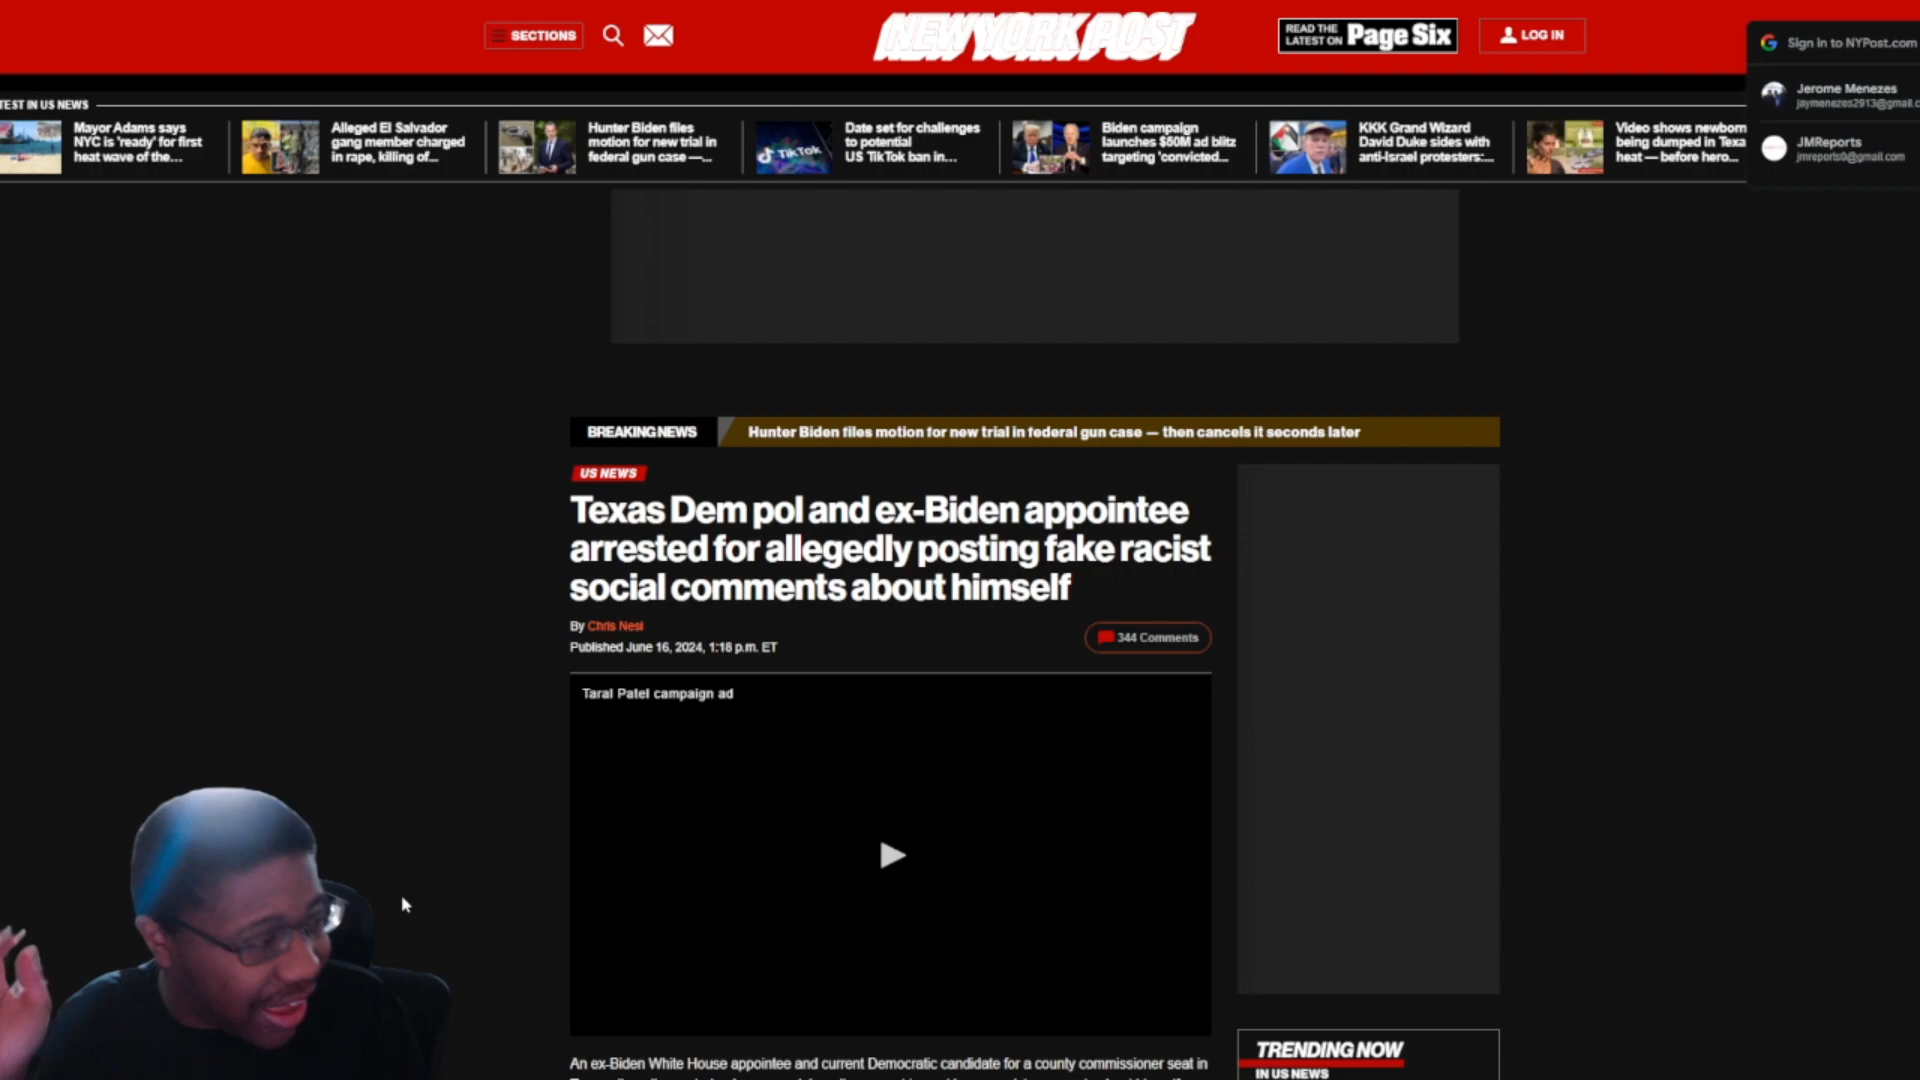 SECTIONS
NEW YORK POST
READ THE
LATEST ON
Page Six
LOG IN
Sign in to NYPost.com
Jerome Menezes
JMReports
TEST IN US NEWS
Mayor Adams says
NYC is 'ready' for first
heat wave of the...
Alleged El Salvador
gang member charged
in rape, killing of...
Hunter Biden files
motion for new trial in
federal gun case —...
TikTok
Date set for challenges
to potential
US TikTok ban in...
Biden campaign
launches $50M ad blitz
targeting 'convicted...
KKK Grand Wizard
David Duke sides with
anti-Israel protesters:...
Video shows newborn
being dumped in Texa
heat — before hero...
BREAKING NEWS
Hunter Biden files motion for new trial in federal gun case — then cancels it seconds later
US NEWS
Texas Dem pol and ex-Biden appointee
arrested for allegedly posting fake racist
social comments about himself
By Chris Nesi
Published June 16, 2024, 1:18 p.m. ET
344 Comments
Taral Patel campaign ad
An ex-Biden White House appointee and current Democratic candidate for a county commissioner seat in
TRENDING NOW
IN US NEWS